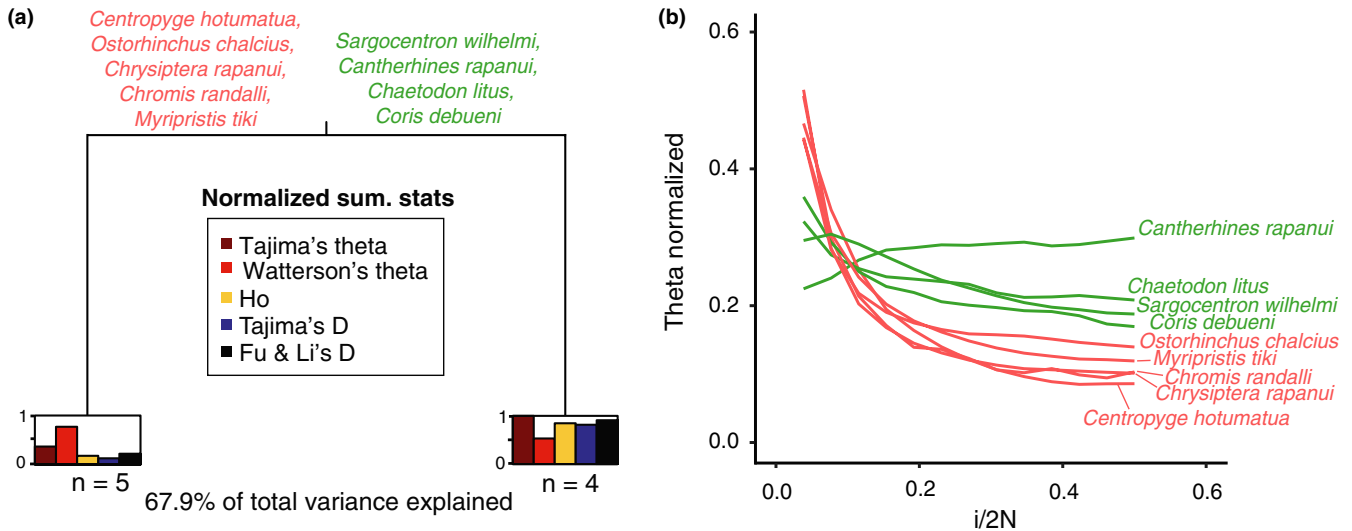 (a)
Centropyge hotumatua,
Ostorhinchus chalcius,
Chrysiptera rapanui,
Chromis randalli,
Myripristis tiki
Sargocentron wilhelmi,
Cantherhines rapanui,
Chaetodon litus,
Coris debueni
Normalized sum. stats
Tajima's theta
Watterson's theta
Ho
Tajima's D
Fu & Li's D
1
0
n = 5
1
0
n = 4
67.9% of total variance explained
(b)
Theta normalized
0.6
0.4
0.2
0.0
Cantherhines rapanui
Chaetodon litus
Sargocentron wilhelmi
Coris debueni
Ostorhinchus chalcius
Myripristis tiki
Chromis randalli
Chrysiptera rapanui
Centropyge hotumatua
0.0
0.2
0.4
0.6
i/2N